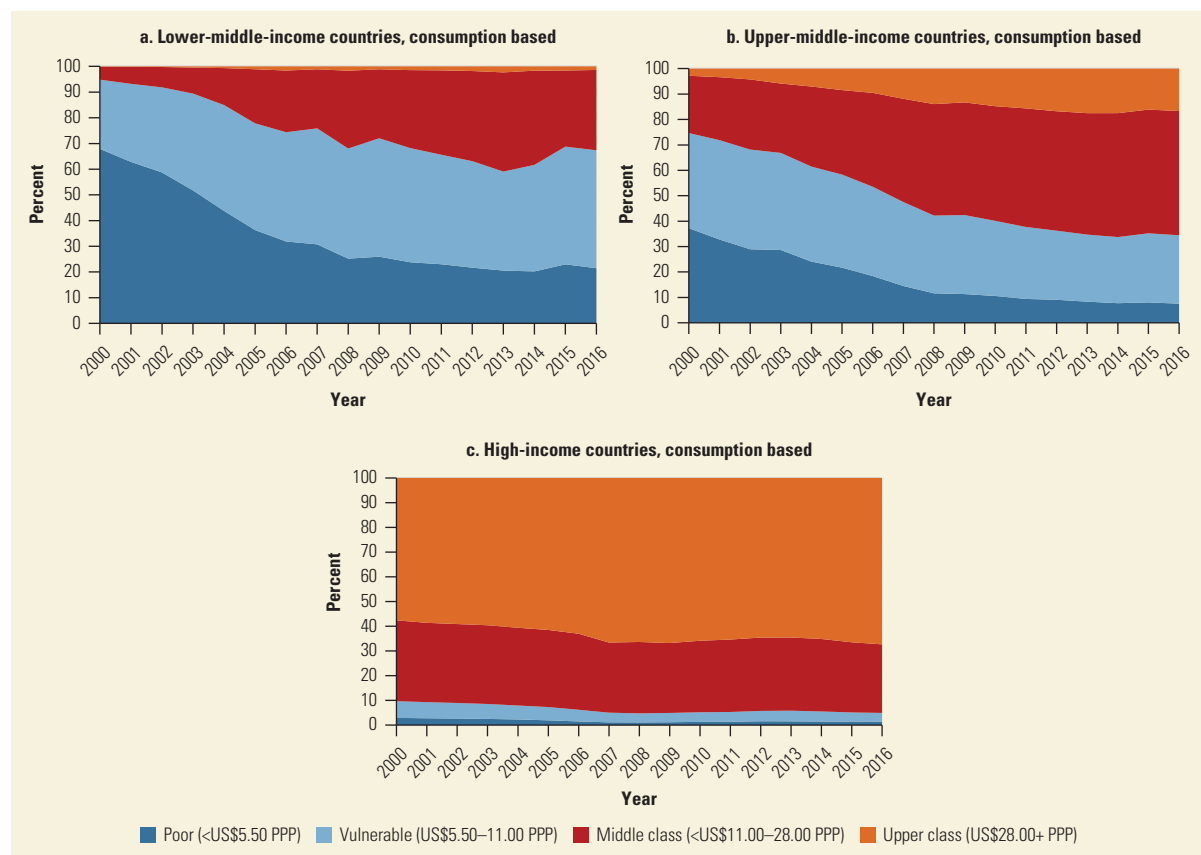 a. Lower-middle-income countries, consumption based
100
90
80
70
60
50
40
30
20
10
0
Percent
2000 2001 2002 2003 2004 2005 2006 2007 2008 2009 2010 2011 2012 2013 2014 2015 2016
Year
b. Upper-middle-income countries, consumption based
100
90
80
70
60
50
40
30
20
10
0
Percent
2000 2001 2002 2003 2004 2005 2006 2007 2008 2009 2010 2011 2012 2013 2014 2015 2016
Year
c. High-income countries, consumption based
100
90
80
70
60
50
40
30
20
10
0
Percent
2000 2001 2002 2003 2004 2005 2006 2007 2008 2009 2010 2011 2012 2013 2014 2015 2016
Year
Poor (<US$5.50 PPP) Vulnerable (US$5.50–11.00 PPP) Middle class (<US$11.00–28.00 PPP) Upper class (US$28.00+ PPP)